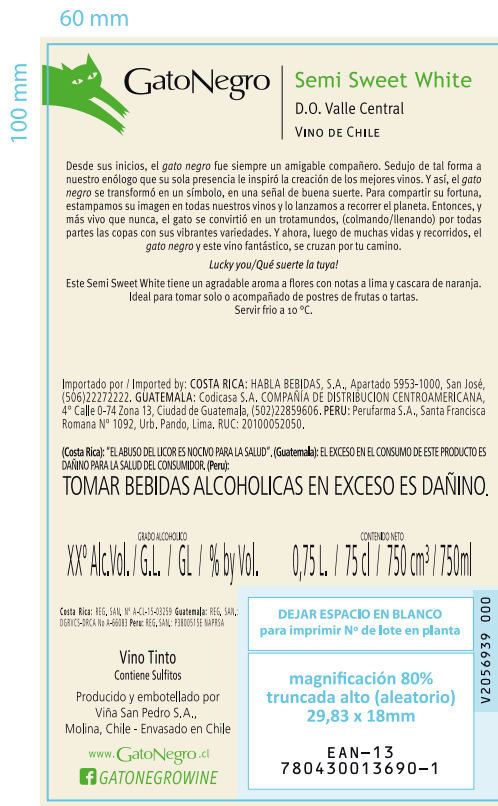 60 mm
100 mm
GatoNegro
Semi Sweet White
D.O. Valle Central
VINO DE CHILE
Desde sus inicios, el gato negro fue siempre un amigable compañero. Sedujo de tal forma a
nuestro enólogo que su sola presencia le inspiró la creación de los mejores vinos. Y así, el gato
negro se transformó en un símbolo, en una señal de buena suerte. Para compartir su fortuna,
estampamos su imagen en todas nuestros vinos y lo lanzamos a recorrer el planeta. Entonces, y
más vivo que nunca, el gato se convirtió en un trotamundos, (colmando/llenando) por todas
partes las copas con sus vibrantes variedades. Y ahora, luego de muchas vidas y recorridos, el
gato negro y este vino fantástico, se cruzan por tu camino.
Lucky you/Qué suerte la tuya!
Este Semi Sweet White tiene un agradable aroma a flores con notas a lima y cascara de naranja.
Ideal para tomar solo o acompañado de postres de frutas o tartas.
Servir frio a 10 °C.
Importado por / Imported by: COSTA RICA: HABLA BEBIDAS, S.A., Apartado 5953-1000, San José,
(506)22272222. GUATEMALA: Codicasa S.A. COMPAÑÍA DE DISTRIBUCION CENTROAMERICANA,
4° Calle 0-74 Zona 13, Ciudad de Guatemala, (502)22859606. PERU: Perufarma S.A., Santa Francisca
Romana N° 1092, Urb. Pando, Lima. RUC: 20100052050.
(Costa Rica): "EL ABUSO DEL LICOR ES NOCIVO PARA LA SALUD". (Guatemala): EL EXCESO EN EL CONSUMO DE ESTE PRODUCTO ES
DAÑINO PARA LA SALUD DEL CONSUMIDOR. (Peru):
TOMAR BEBIDAS ALCOHOLICAS EN EXCESO ES DAÑINO.
GRADO ALCOHOLICO
XX° Alc.Vol. / G.L. / GL / % by Vol.
CONTENIDO NETO
0,75 L. / 75 cl / 750 cm³ / 750ml
Costa Rica: REG, SAN, N° A-CL-15-03259 Guatemala: REG, SAN,:
DGRVCS-DRCA No A-66083 Peru: REG, SAN,: P3800515E NAPRSA
Vino Tinto
Contiene Sulfitos
Producido y embotellado por
Viña San Pedro S.A.,
Molina, Chile - Envasado en Chile
www.GatoNegro.cl
f GATONEGROWINE
DEJAR ESPACIO EN BLANCO
para imprimir Nº de lote en planta
magnificación 80%
truncada alto (aleatorio)
29,83 x 18mm
EAN-13
780430013690-1
V2056939 000